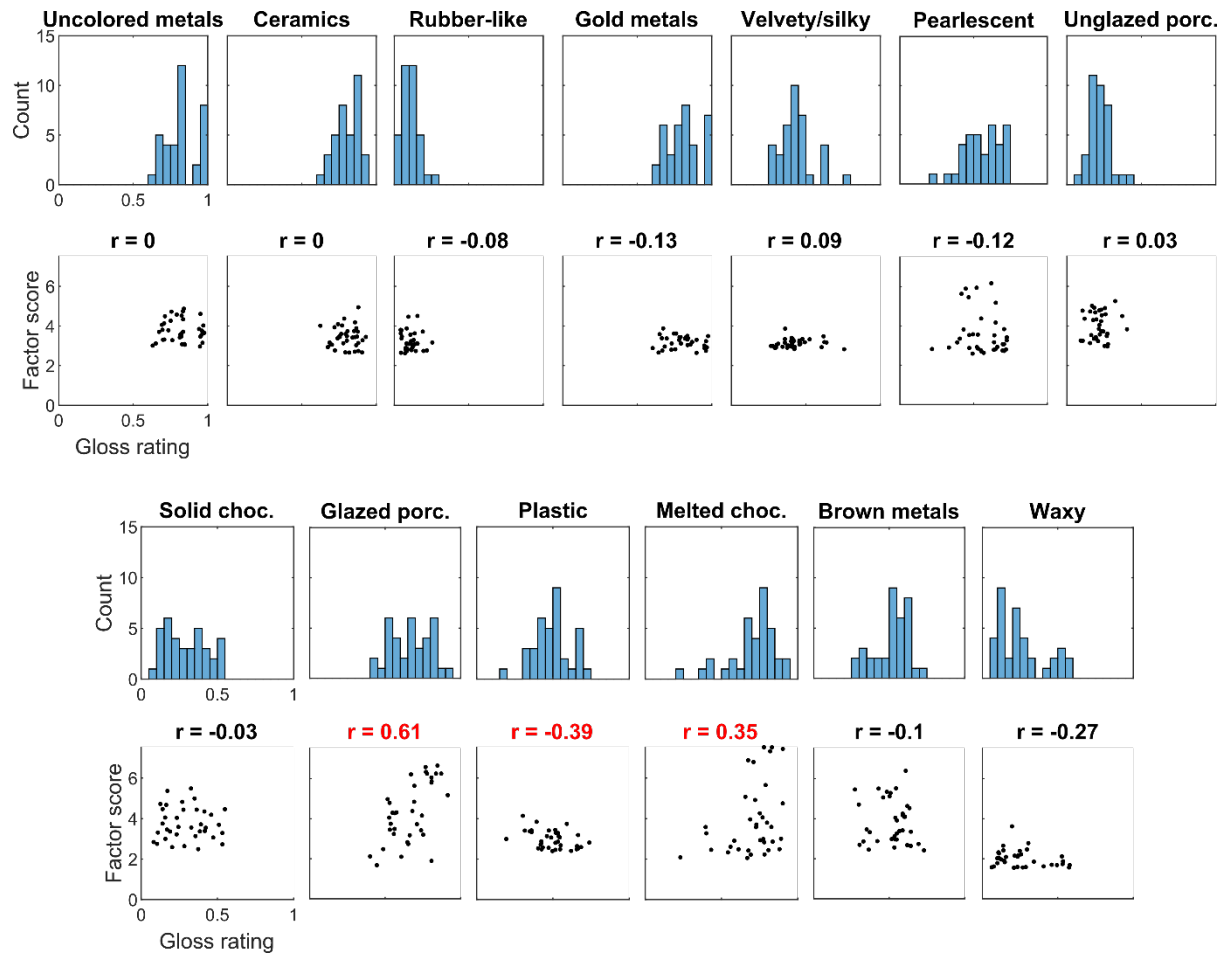 Uncolored metals Ceramics Rubber-like Gold metals Velvety/silky Pearlescent Unglazed porc.
15
10
5
0
Count
0 0.5 1
r = 0 r = 0 r = -0.08 r = -0.13 r = 0.09 r = -0.12 r = 0.03
6
4
2
0
Factor score
0 0.5 1
Gloss rating
Solid choc. Glazed porc. Plastic Melted choc. Brown metals Waxy
15
10
5
0
Count
0 0.5 1
r = -0.03 r = 0.61 r = -0.39 r = 0.35 r = -0.1 r = -0.27
6
4
2
0
Factor score
0 0.5 1
Gloss rating